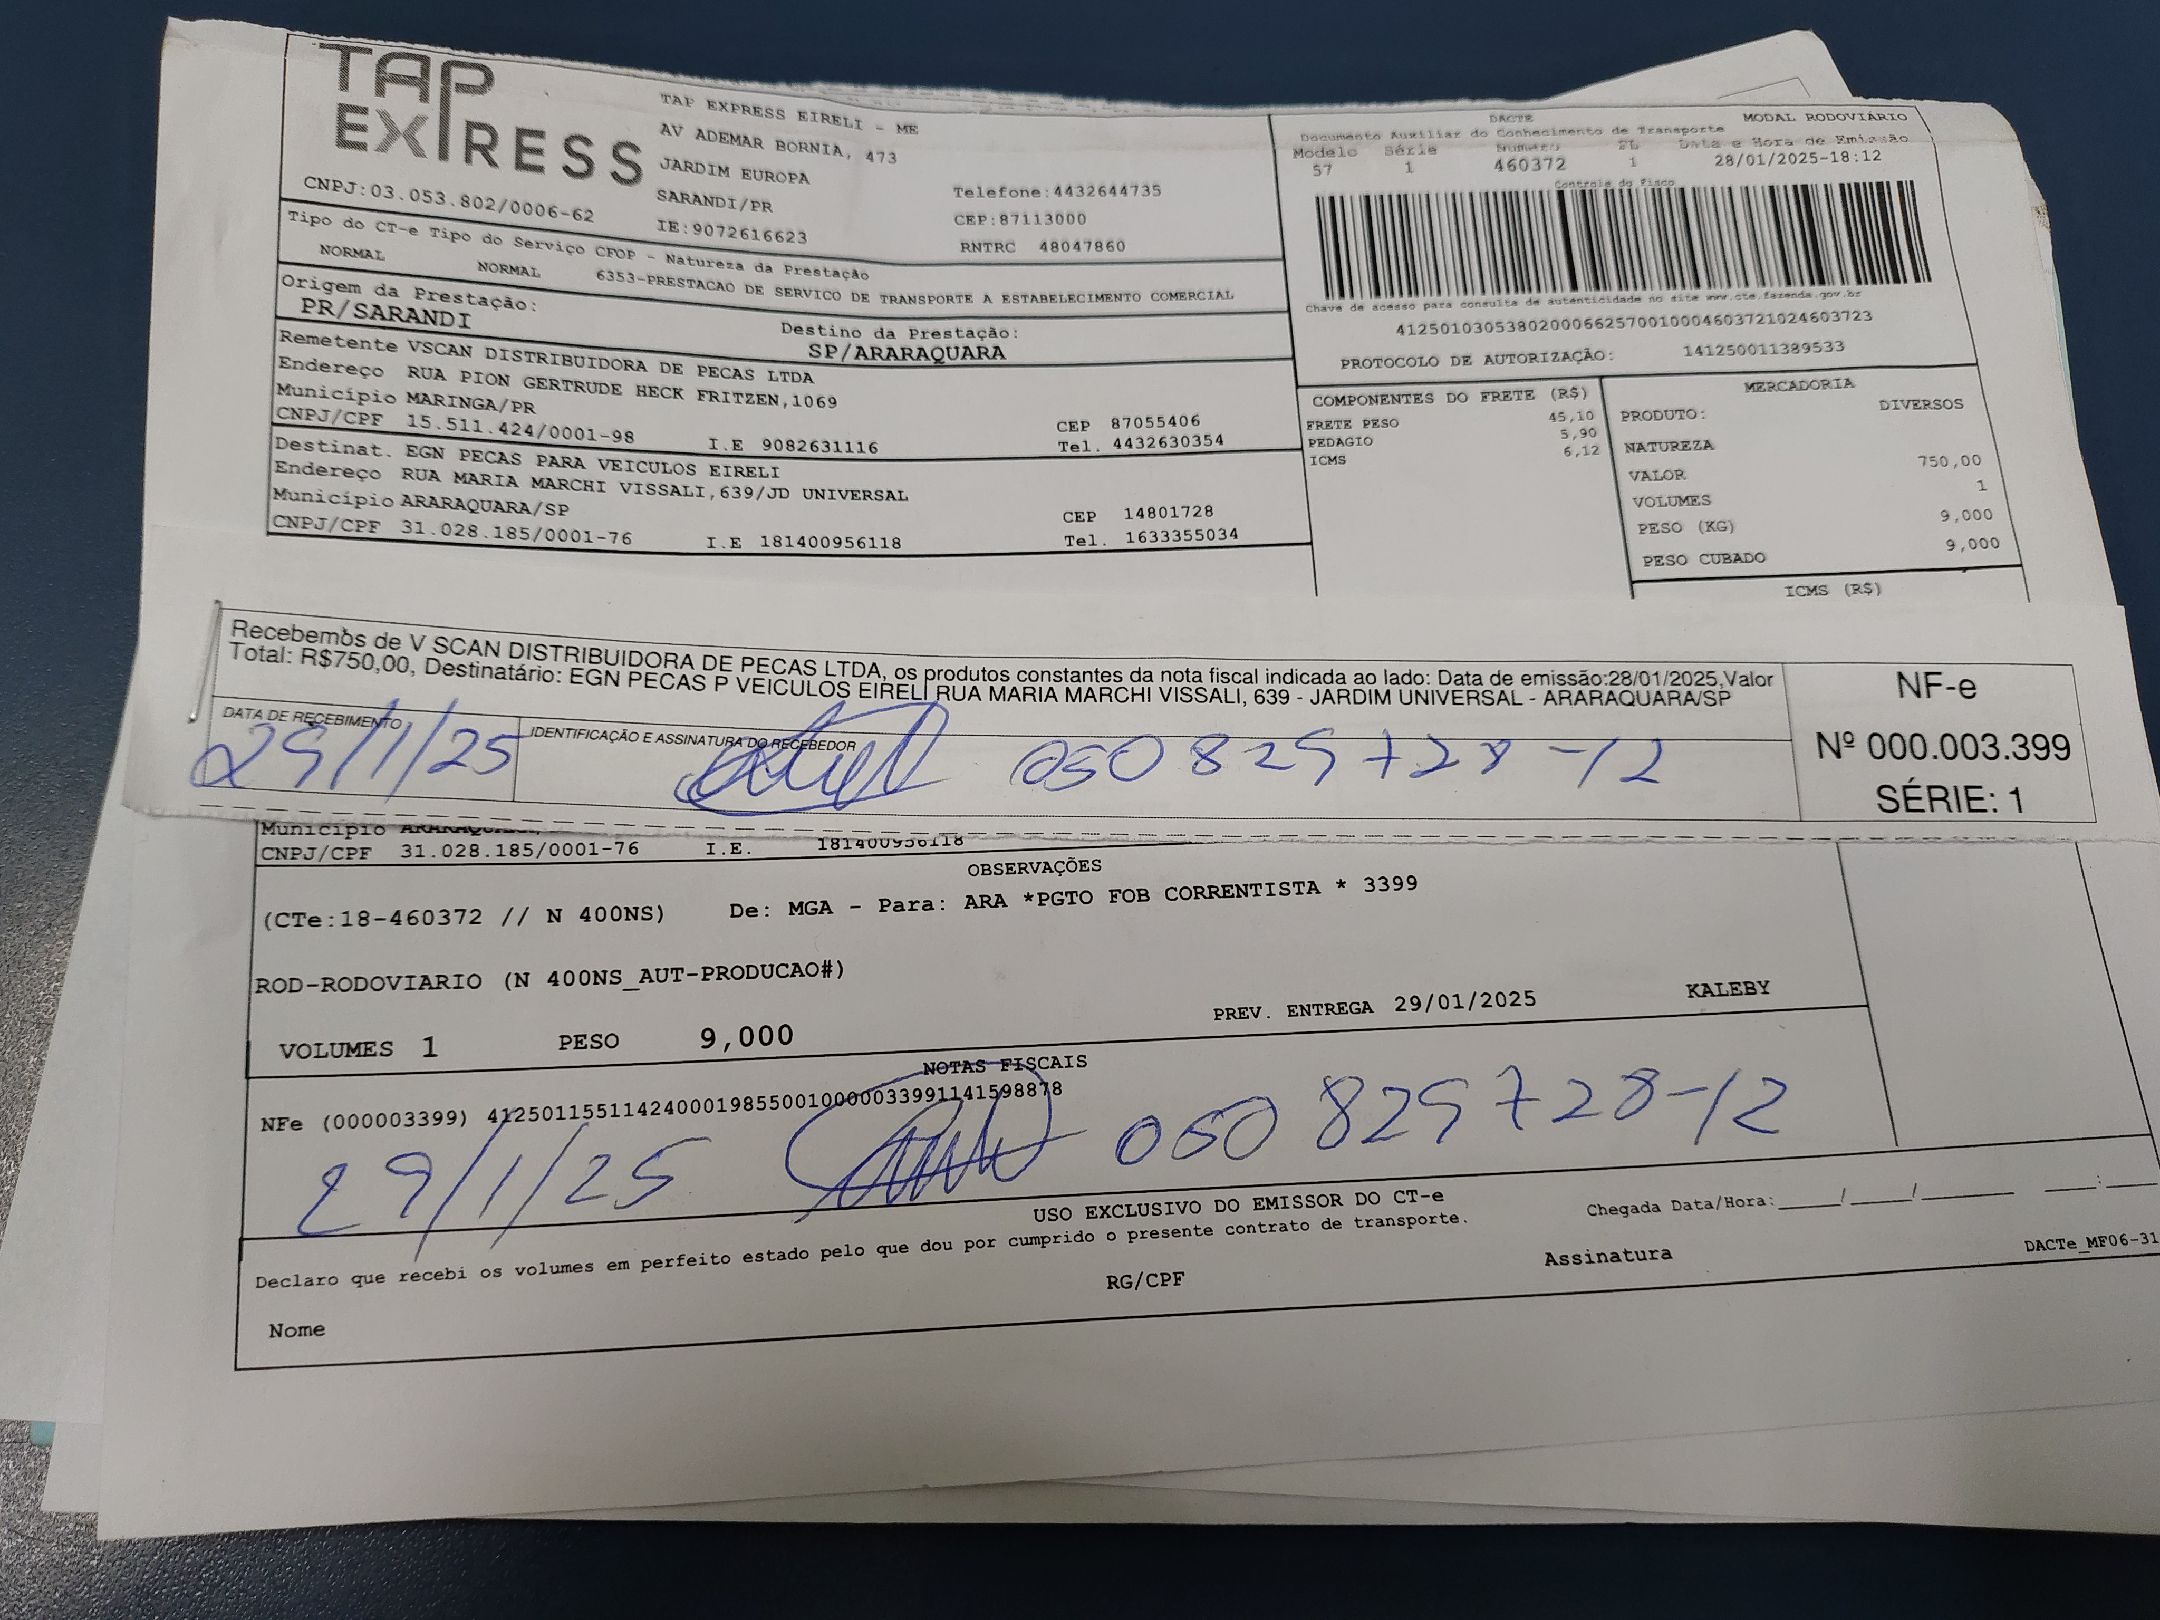 TAP EXPRESS
TAP EXPRESS EIRELI - ME
AV ADEMAR BORNIA, 473
JARDIM EUROPA
SARANDI/PR
IE:9072616623
CNPJ:03.053.802/0006-62
Telefone:4432644735
CEP:87113000
RNTRC 48047860
DACTE MODAL RODOVIÁRIO
Documento Auxiliar do Conhecimento de Transporte
Modelo Série Numero FL Data e Hora de Emissão
57 1 460372 1 28/01/2025-18:12
Controle do Fisco
Chave de acesso para consulta de autenticidade no site www.cte.fazenda.gov.br
41250103053802000662570010004603721024603723
PROTOCOLO DE AUTORIZAÇÃO: 141250011389533
Tipo do CT-e Tipo do Serviço CFOP - Natureza da Prestação
NORMAL NORMAL 6353-PRESTACAO DE SERVICO DE TRANSPORTE A ESTABELECIMENTO COMERCIAL
Origem da Prestação: Destino da Prestação:
PR/SARANDI SP/ARARAQUARA
Remetente VSCAN DISTRIBUIDORA DE PECAS LTDA
Endereço RUA PION GERTRUDE HECK FRITZEN,1069
Município MARINGA/PR CEP 87055406
CNPJ/CPF 15.511.424/0001-98 I.E 9082631116 Tel. 4432630354
Destinat. EGN PECAS PARA VEICULOS EIRELI
Endereço RUA MARIA MARCHI VISSALI,639/JD UNIVERSAL
Município ARARAQUARA/SP CEP 14801728
CNPJ/CPF 31.028.185/0001-76 I.E 181400956118 Tel. 1633355034
COMPONENTES DO FRETE (R$)
FRETE PESO 45,10
PEDAGIO 5,90
ICMS 6,12
MERCADORIA
PRODUTO: DIVERSOS
NATUREZA
VALOR 750,00
VOLUMES 1
PESO (KG) 9,000
PESO CUBADO 9,000
ICMS (R$)
Recebemos de V SCAN DISTRIBUIDORA DE PECAS LTDA, os produtos constantes da nota fiscal indicada ao lado: Data de emissão:28/01/2025,Valor
Total: R$750,00, Destinatário: EGN PECAS P VEICULOS EIRELI RUA MARIA MARCHI VISSALI, 639 - JARDIM UNIVERSAL - ARARAQUARA/SP
DATA DE RECEBIMENTO IDENTIFICAÇÃO E ASSINATURA DO RECEBEDOR
29/1/25 050 829 728-12
NF-e
Nº 000.003.399
SÉRIE: 1
Município ARARAQUARA
CNPJ/CPF 31.028.185/0001-76 I.E. 181400956118
OBSERVAÇÕES
(CTe:18-460372 // N 400NS) De: MGA - Para: ARA *PGTO FOB CORRENTISTA * 3399
ROD-RODOVIARIO (N 400NS_AUT-PRODUCAO#)
PREV. ENTREGA 29/01/2025 KALEBY
VOLUMES 1 PESO 9,000
NOTAS FISCAIS
NFe (000003399) 41250115511424000198550010000033991141598878
29/1/25 050 829 728-12
USO EXCLUSIVO DO EMISSOR DO CT-e
Declaro que recebi os volumes em perfeito estado pelo que dou por cumprido o presente contrato de transporte.
Chegada Data/Hora:____/____/______ ___:___
Nome RG/CPF Assinatura
DACTe_MF06-31